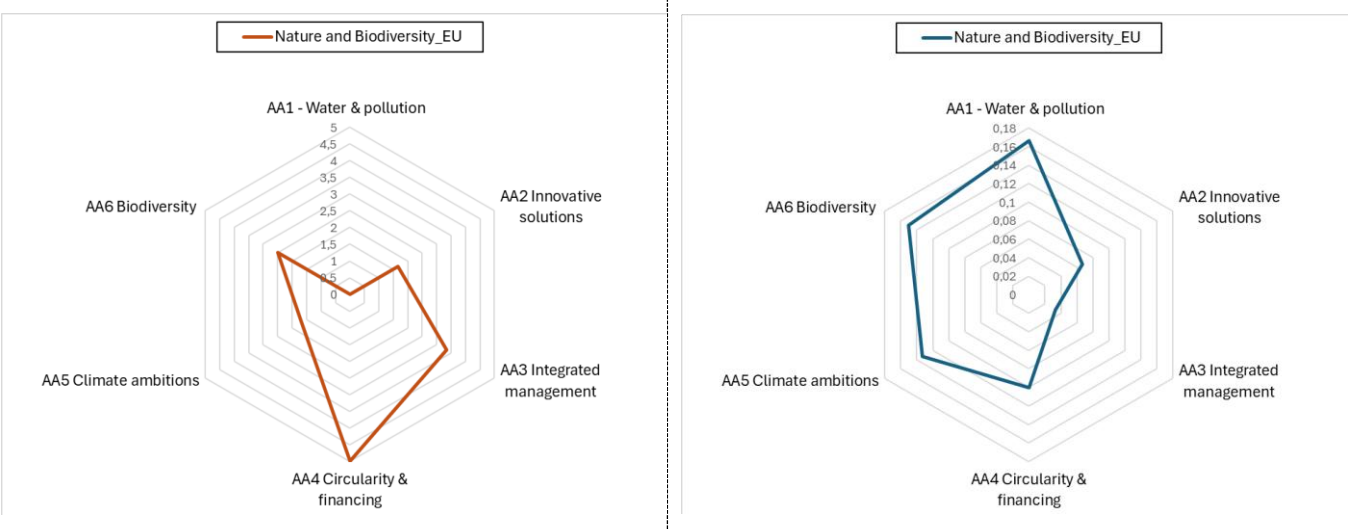 Nature and Biodiversity_EU
AA1 - Water & pollution
5
4,5
4
3,5
3
2,5
2
1,5
1
0,5
0
AA2 Innovative
solutions
AA3 Integrated
management
AA4 Circularity &
financing
AA5 Climate ambitions
AA6 Biodiversity
Nature and Biodiversity_EU
AA1 - Water & pollution
0,18
0,16
0,14
0,12
0,1
0,08
0,06
0,04
0,02
0
AA2 Innovative
solutions
AA3 Integrated
management
AA4 Circularity &
financing
AA5 Climate ambitions
AA6 Biodiversity